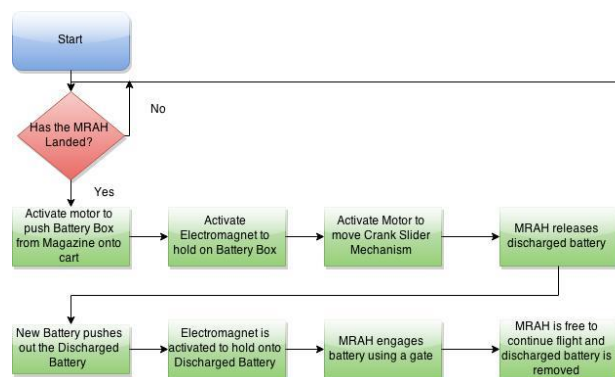 Start
Has the MRAH
Landed?
No
Yes
Activate motor to
push Battery Box
from Magazine onto
cart
Activate
Electromagnet to
hold on Battery Box
Activate Motor to
move Crank Slider
Mechanism
MRAH releases
discharged battery
New Battery pushes
out the Discharged
Battery
Electromagnet is
activated to hold onto
Discharged Battery
MRAH engages
battery using a gate
MRAH is free to
continue flight and
discharged battery is
removed